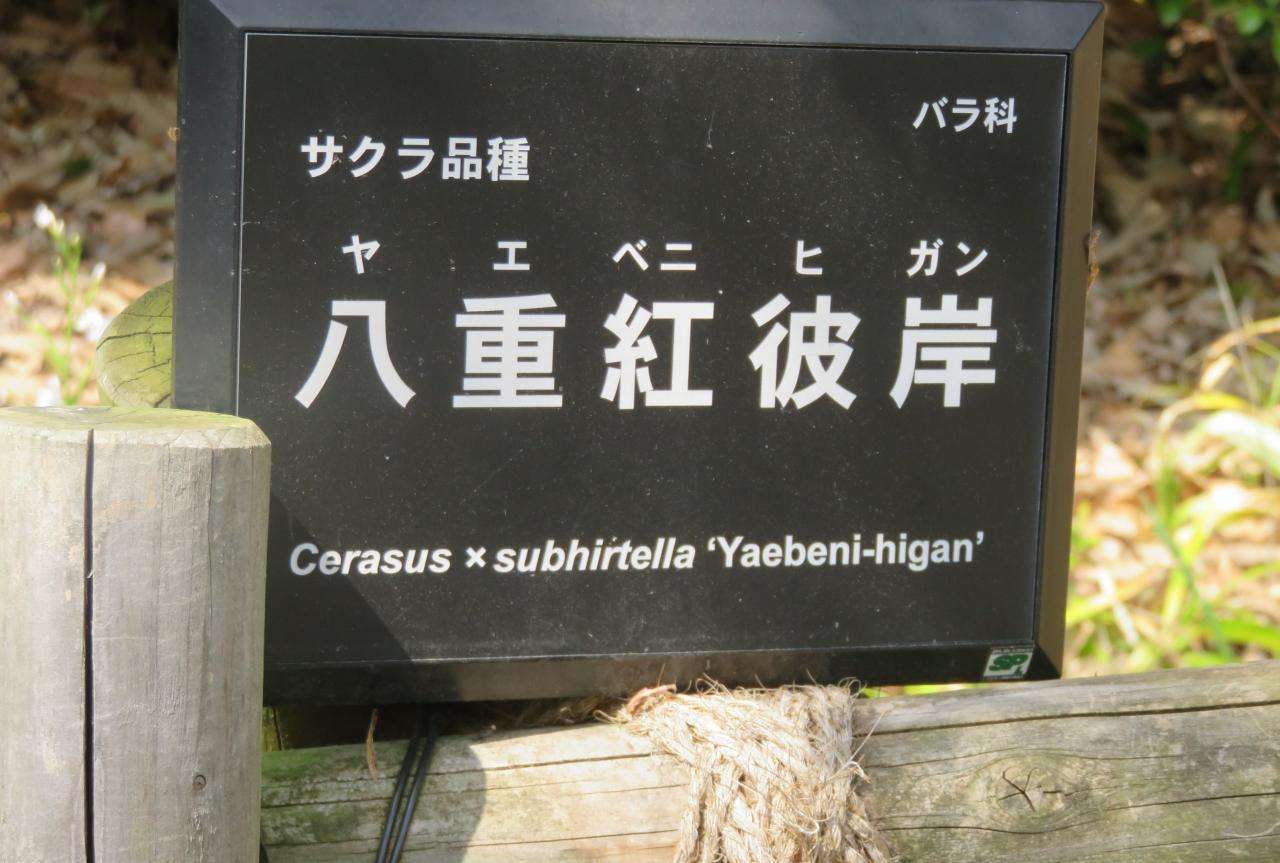 バラ科
サクラ品種
ヤ エ ベニ ヒ ガン
八重紅彼岸
Cerasus × subhirtella ‘Yaebeni-higan’
SP